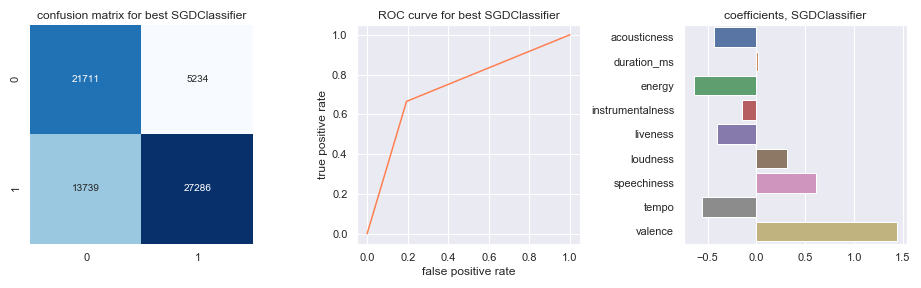 confusion matrix for best SGDClassifier
0
21711
5234
1
13739
27286
0
1
ROC curve for best SGDClassifier
true positive rate
1.0
0.8
0.6
0.4
0.2
0.0
0.0
0.2
0.4
0.6
0.8
1.0
false positive rate
coefficients, SGDClassifier
acousticness
duration_ms
energy
instrumentalness
liveness
loudness
speechiness
tempo
valence
−0.5
0.0
0.5
1.0
1.5